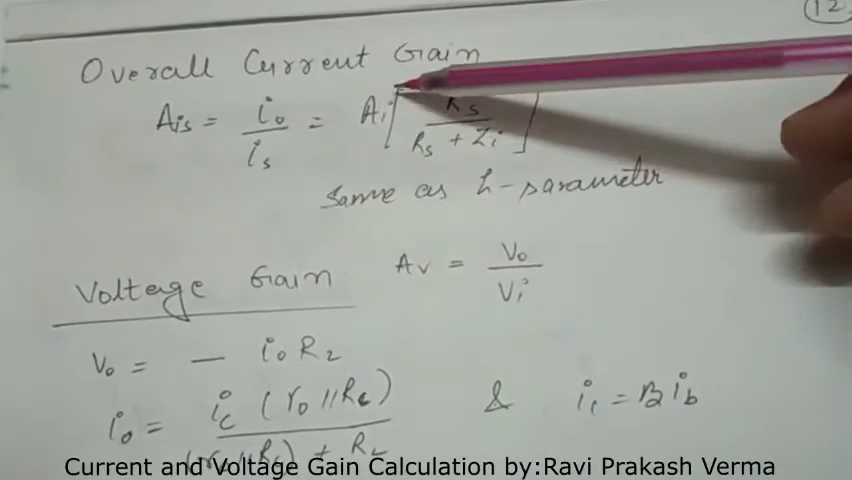 12
Overall Current Gain
Ais = io / is = Ai [ Rs / Rs + Zi ]
Same as h-parameter
Voltage Gain Av = Vo / Vi
Vo = — io RL
io = ic (ro // Rc) / (ro // Rc) + RL & ic = B ib
Current and Voltage Gain Calculation by:Ravi Prakash Verma